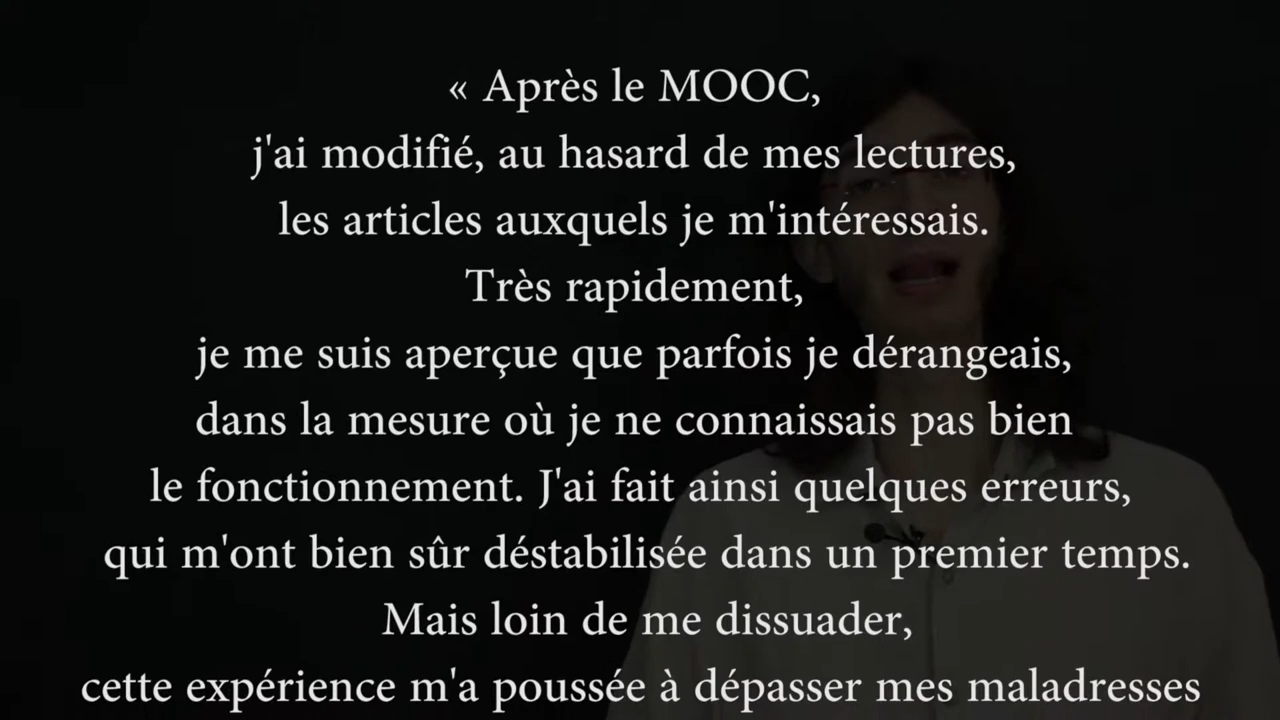 « Après le MOOC,
j'ai modifié, au hasard de mes lectures,
les articles auxquels je m'intéressais.
Très rapidement,
je me suis aperçue que parfois je dérangeais,
dans la mesure où je ne connaissais pas bien
le fonctionnement. J'ai fait ainsi quelques erreurs,
qui m'ont bien sûr déstabilisée dans un premier temps.
Mais loin de me dissuader,
cette expérience m'a poussée à dépasser mes maladresses